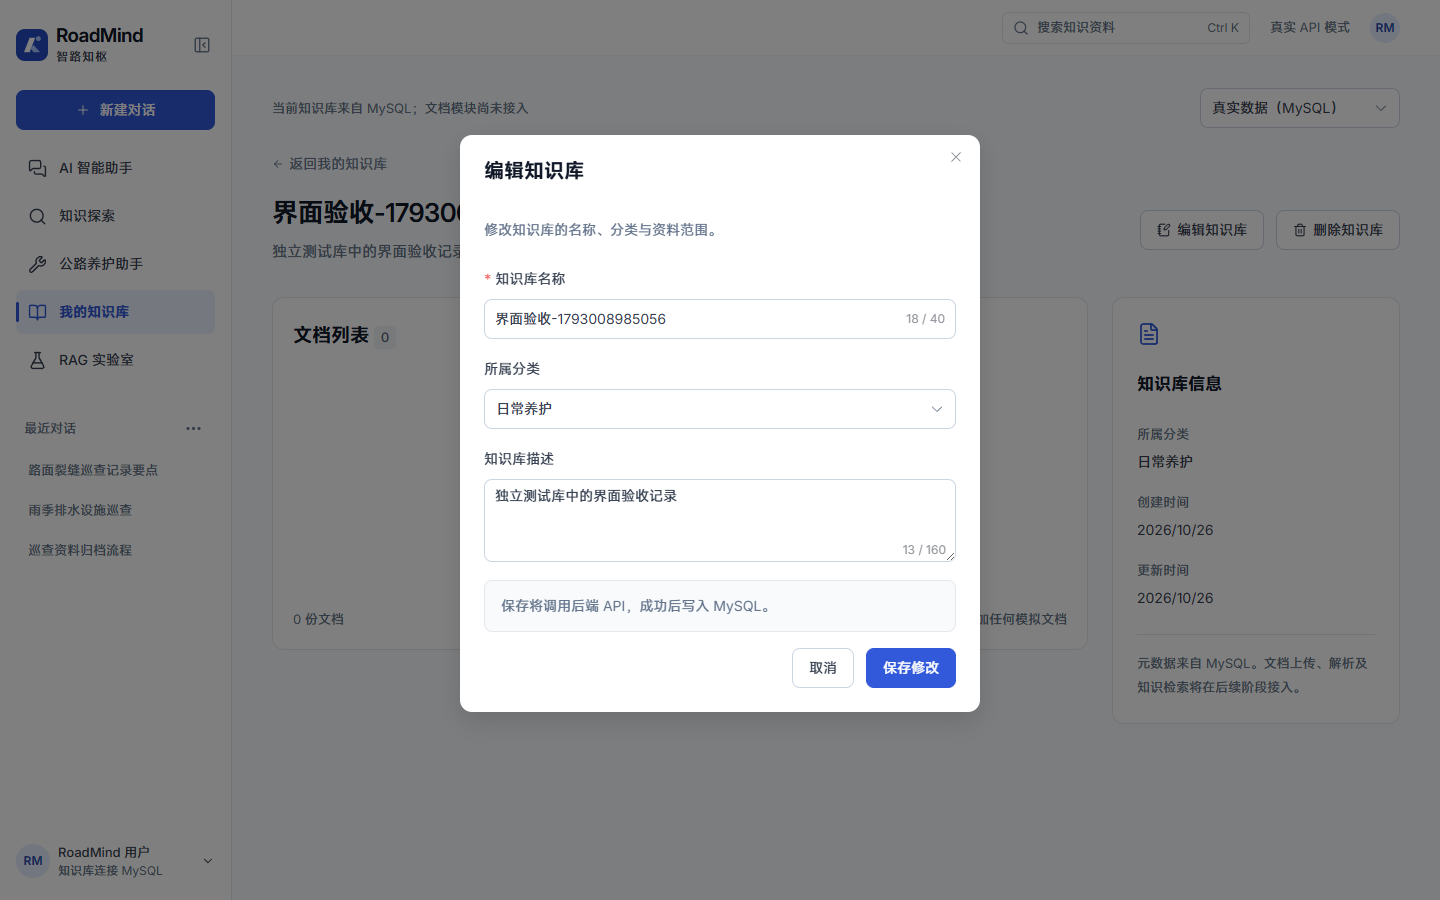 RoadMind
智路知枢
新建对话
AI 智能助手
知识探索
公路养护助手
我的知识库
RAG 实验室
最近对话
路面裂缝巡查记录要点
雨季排水设施巡查
巡查资料归档流程
RM
RoadMind 用户
知识库连接 MySQL
搜索知识资料
Ctrl K
真实 API 模式
RM
当前知识库来自 MySQL；文档模块尚未接入
真实数据（MySQL）
← 返回我的知识库
界面验收-17930
独立测试库中的界面验收记录
编辑知识库
删除知识库
文档列表 0
0 份文档
加任何模拟文档
知识库信息
所属分类
日常养护
创建时间
2026/10/26
更新时间
2026/10/26
元数据来自 MySQL。文档上传、解析及
知识检索将在后续阶段接入。
编辑知识库
修改知识库的名称、分类与资料范围。
* 知识库名称
界面验收-1793008985056
18 / 40
所属分类
日常养护
知识库描述
独立测试库中的界面验收记录
13 / 160
保存将调用后端 API，成功后写入 MySQL。
取消
保存修改